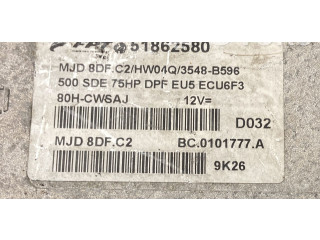 51862580
MJD 8DF.C2/HW04Q/3548-B596
500 SDE 75HP DPF EU5 ECU6F3
80H-CWSAJ 12V=
D032
MJD 8DF.C2 BC.0101777.A
9K26